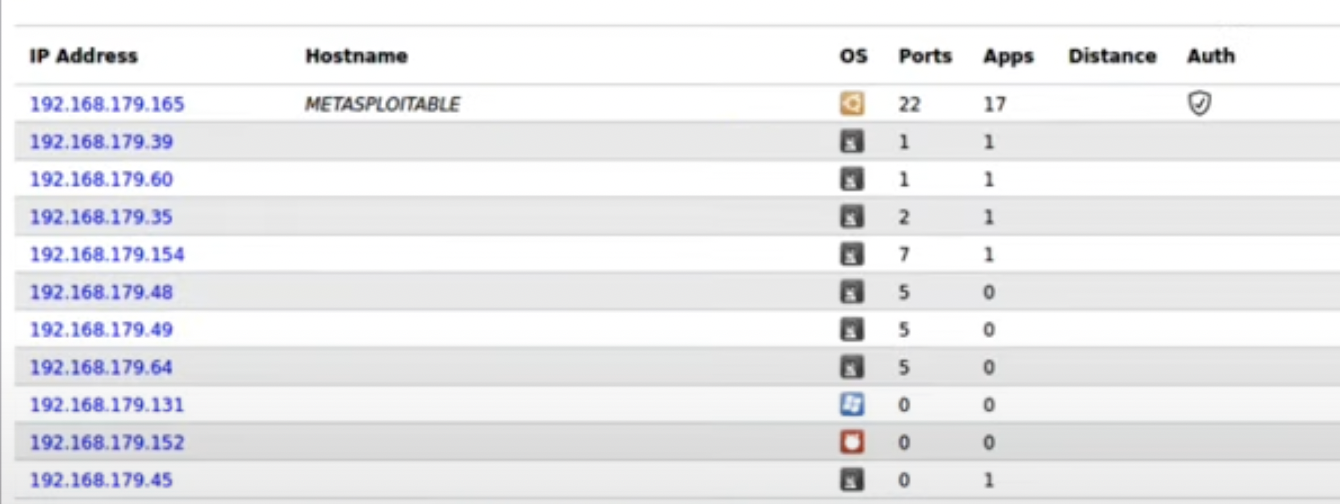 IP Address Hostname OS Ports Apps Distance Auth
192.168.179.165 METASPLOITABLE 22 17
192.168.179.39 1 1
192.168.179.60 1 1
192.168.179.35 2 1
192.168.179.154 7 1
192.168.179.48 5 0
192.168.179.49 5 0
192.168.179.64 5 0
192.168.179.131 0 0
192.168.179.152 0 0
192.168.179.45 0 1